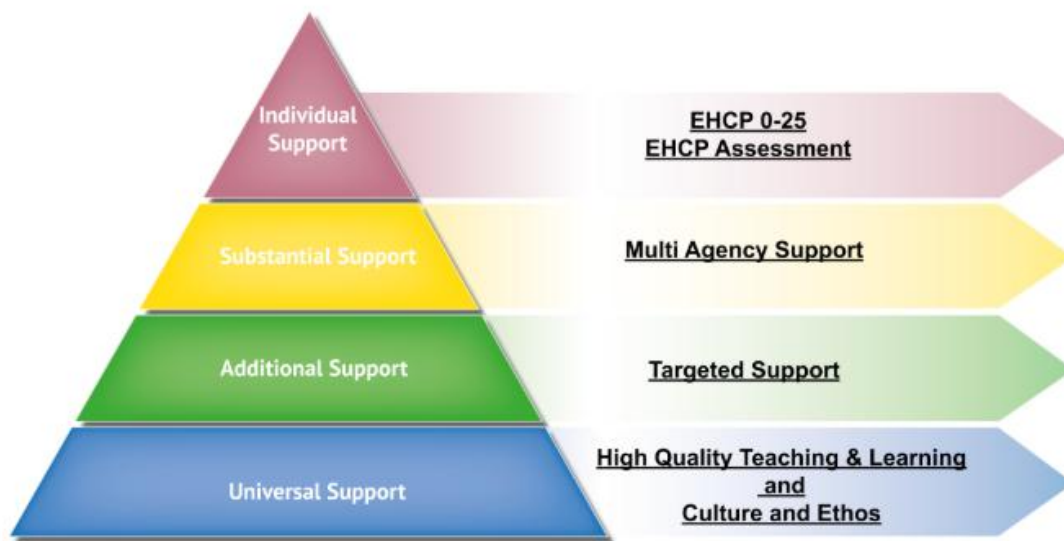 Individual
Support
EHCP 0-25
EHCP Assessment
Substantial Support
Multi Agency Support
Additional Support
Targeted Support
Universal Support
High Quality Teaching & Learning
and
Culture and Ethos